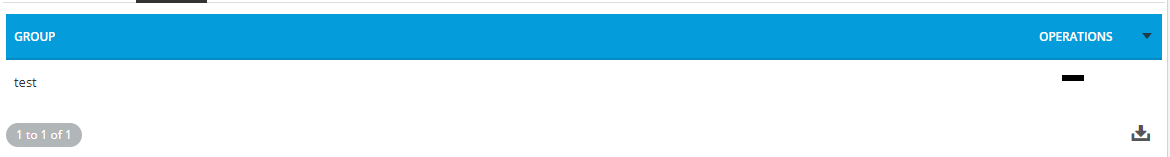 GROUP OPERATIONS
test
1 to 1 of 1